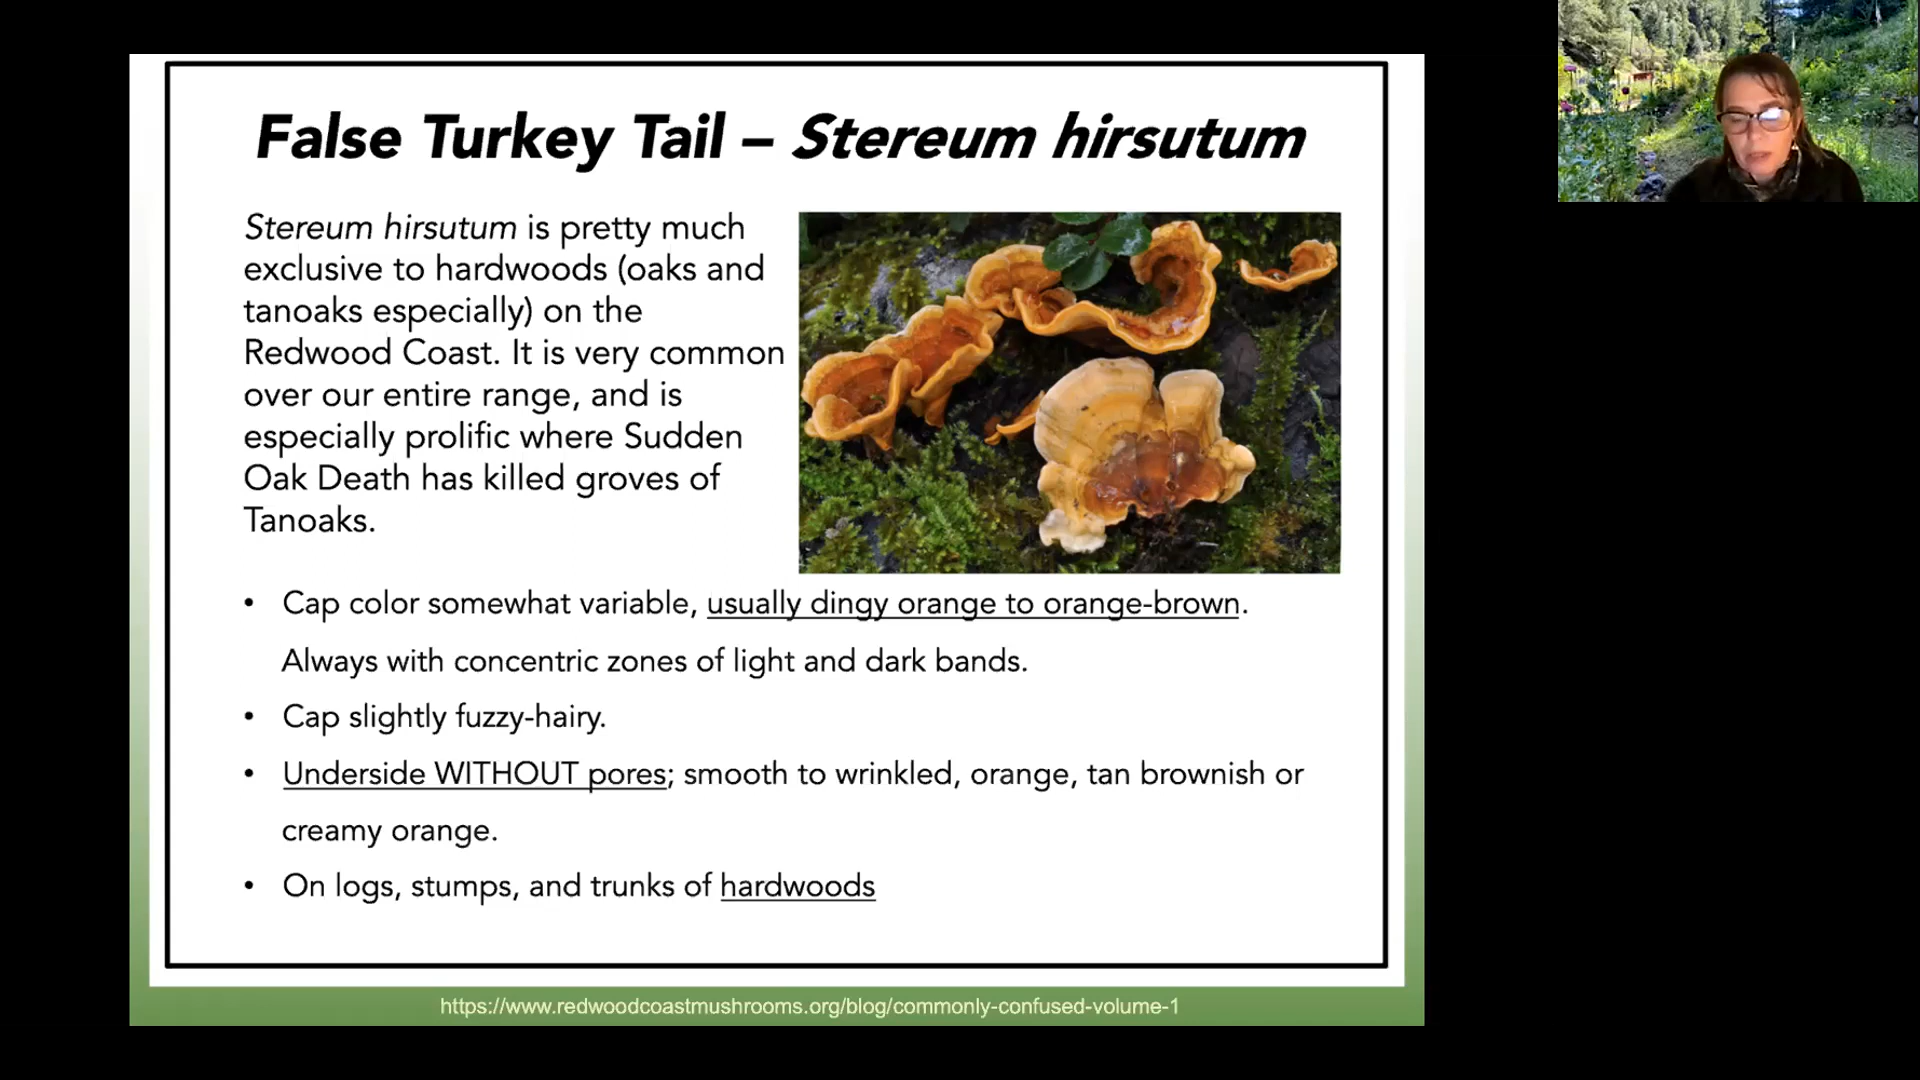 False Turkey Tail – Stereum hirsutum
Stereum hirsutum is pretty much
exclusive to hardwoods (oaks and
tanoaks especially) on the
Redwood Coast. It is very common
over our entire range, and is
especially prolific where Sudden
Oak Death has killed groves of
Tanoaks.
• Cap color somewhat variable, usually dingy orange to orange-brown.
Always with concentric zones of light and dark bands.
• Cap slightly fuzzy-hairy.
• Underside WITHOUT pores; smooth to wrinkled, orange, tan brownish or
creamy orange.
• On logs, stumps, and trunks of hardwoods
https://www.redwoodcoastmushrooms.org/blog/commonly-confused-volume-1